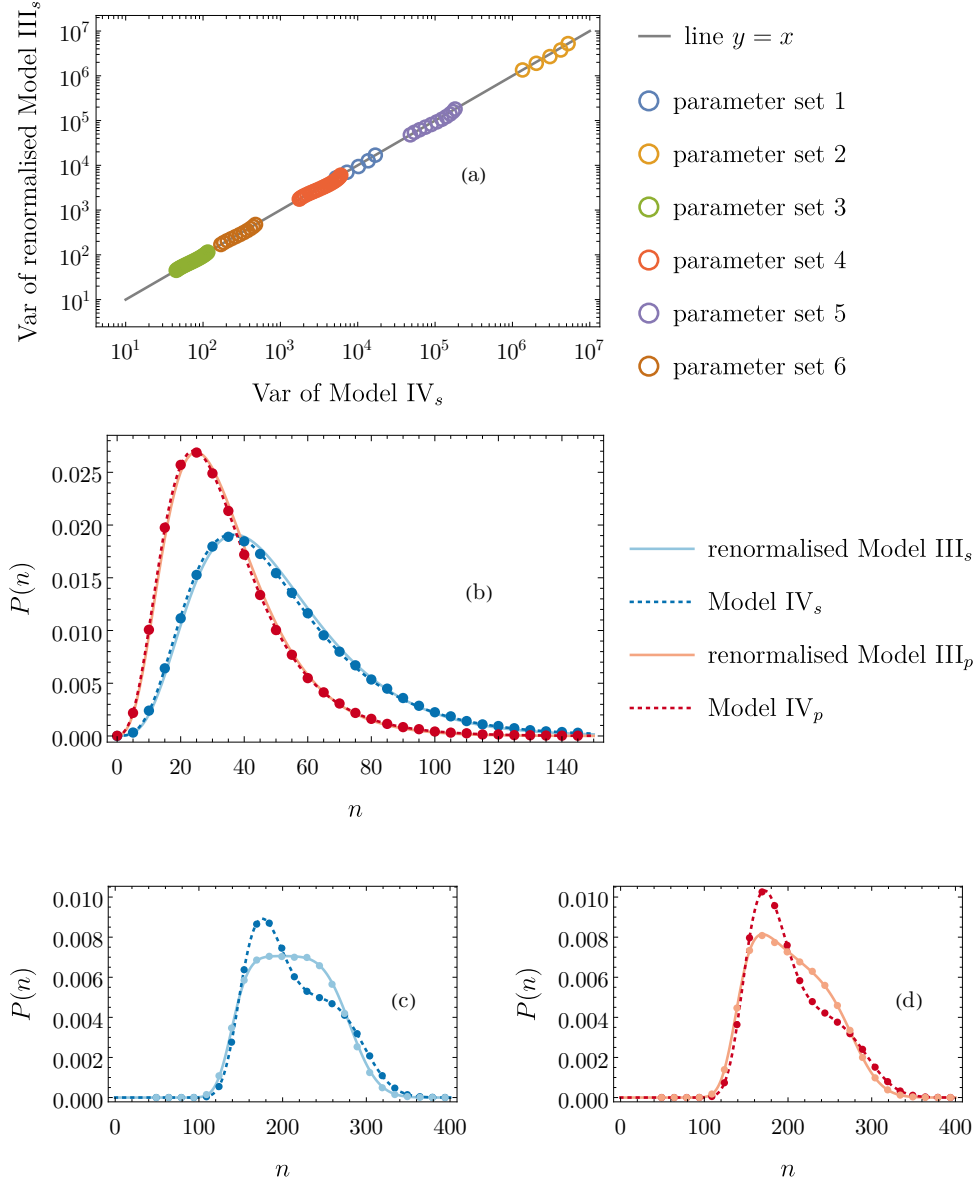 Var of renormalised Model III_s
10^7
10^6
10^5
10^4
10^3
10^2
10^1
(a)
10^1 10^2 10^3 10^4 10^5 10^6 10^7
Var of Model IV_s
line y = x
parameter set 1
parameter set 2
parameter set 3
parameter set 4
parameter set 5
parameter set 6
P(n)
0.025
0.020
0.015
0.010
0.005
0.000
(b)
0 20 40 60 80 100 120 140
n
renormalised Model III_s
Model IV_s
renormalised Model III_p
Model IV_p
P(n)
0.010
0.008
0.006
0.004
0.002
0.000
(c)
0 100 200 300 400
n
P(n)
0.010
0.008
0.006
0.004
0.002
0.000
(d)
0 100 200 300 400
n